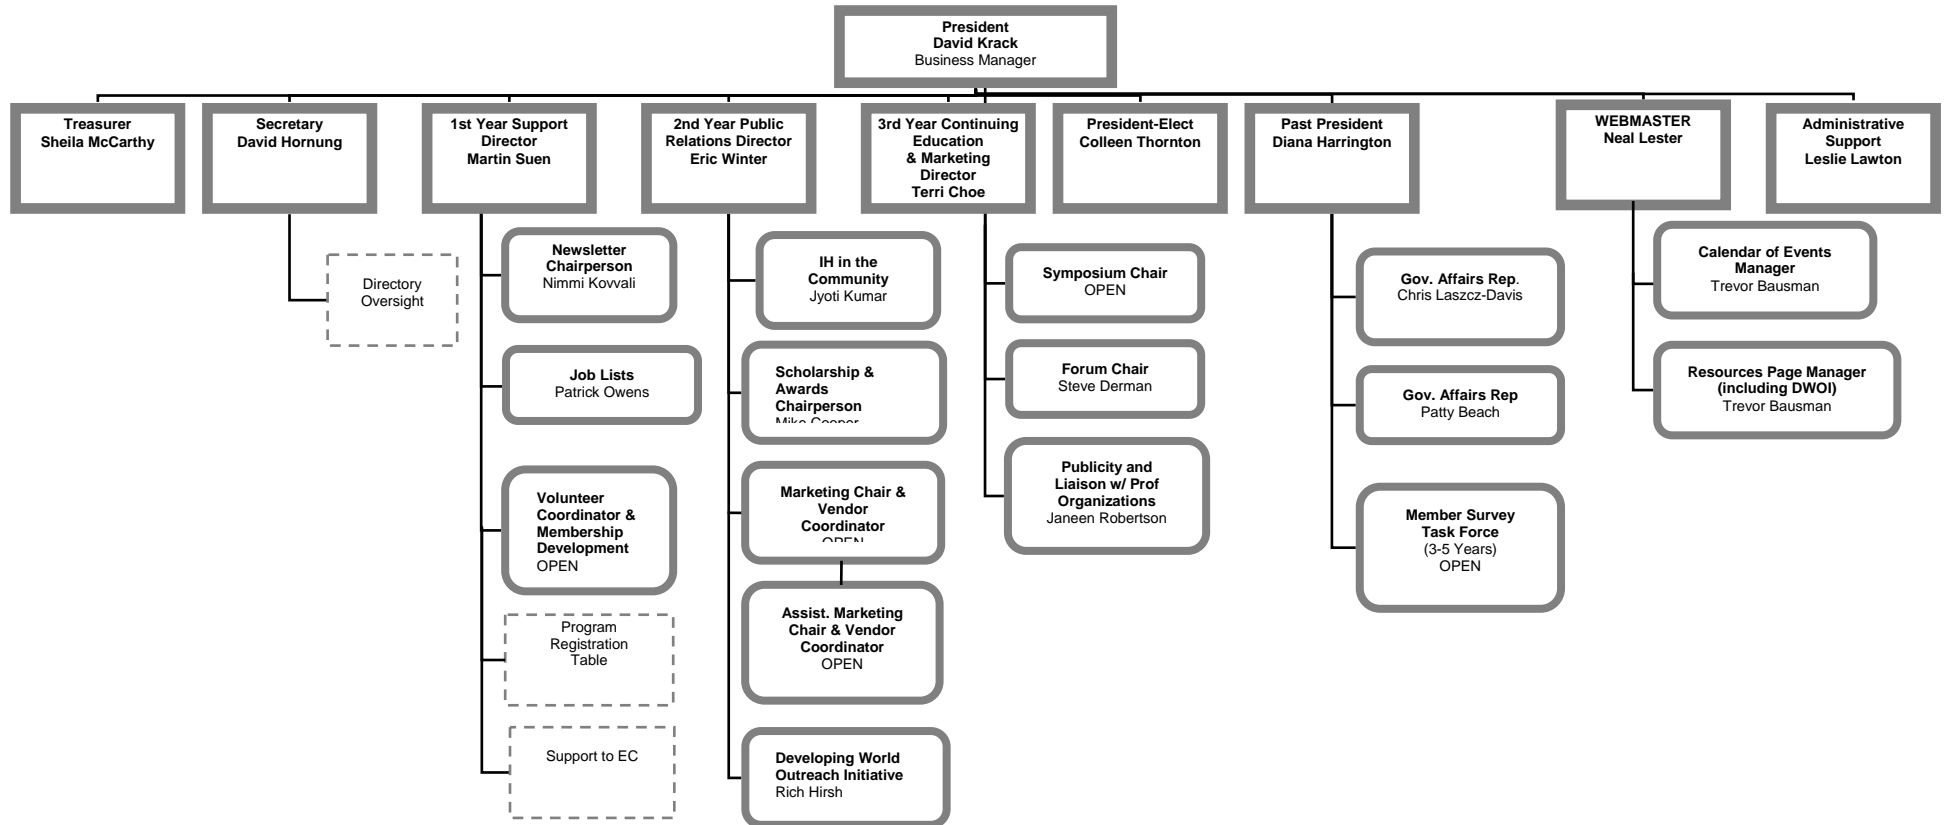 President
David Krack
Business Manager
Treasurer
Sheila McCarthy
Secretary
David Hornung
1st Year Support
Director
Martin Suen
2nd Year Public
Relations Director
Eric Winter
3rd Year Continuing
Education
& Marketing
Director
Terri Choe
President-Elect
Colleen Thornton
Past President
Diana Harrington
WEBMASTER
Neal Lester
Administrative
Support
Leslie Lawton
Directory
Oversight
Newsletter
Chairperson
Nimmi Kovvali
Job Lists
Patrick Owens
Volunteer
Coordinator &
Membership
Development
OPEN
Program
Registration
Table
Support to EC
IH in the
Community
Jyoti Kumar
Scholarship &
Awards
Chairperson
Mike Cooper
Marketing Chair &
Vendor
Coordinator
OPEN
Assist. Marketing
Chair & Vendor
Coordinator
OPEN
Developing World
Outreach Initiative
Rich Hirsh
Symposium Chair
OPEN
Forum Chair
Steve Derman
Publicity and
Liaison w/ Prof
Organizations
Janeen Robertson
Gov. Affairs Rep.
Chris Laszcz-Davis
Gov. Affairs Rep
Patty Beach
Member Survey
Task Force
(3-5 Years)
OPEN
Calendar of Events
Manager
Trevor Bausman
Resources Page Manager
(including DWOI)
Trevor Bausman